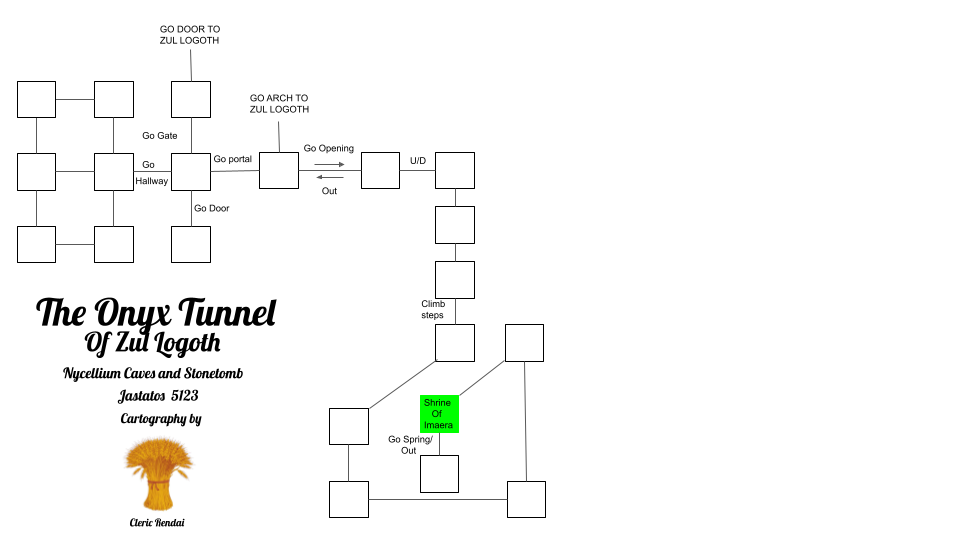 GO DOOR TO
ZUL LOGOTH
GO ARCH TO
ZUL LOGOTH
Go Gate
Go
Hallway
Go portal
Go Opening
Out
U/D
Go Door
Climb
steps
The Onyx Tunnel
Of Zul Logoth
Nycellium Caves and Stonetomb
Jastatos 5123
Cartography by
Cleric Rendai
Shrine
Of
Imaera
Go Spring/
Out